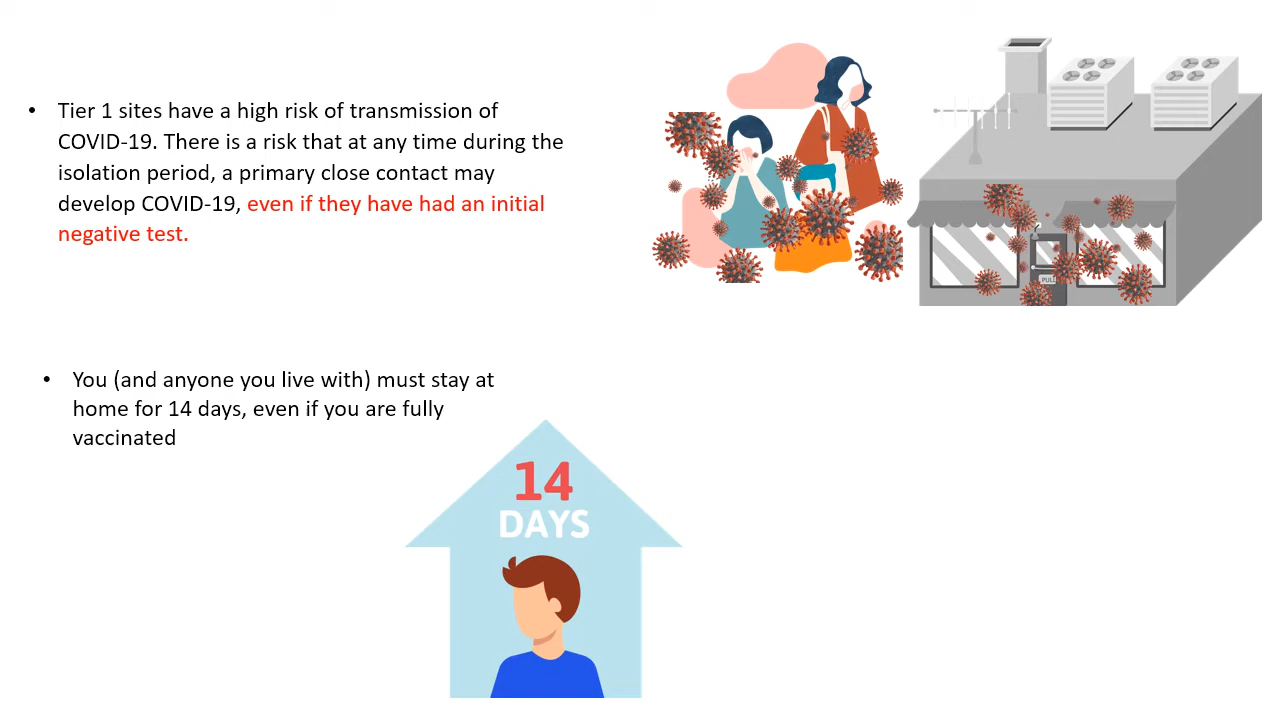 • Tier 1 sites have a high risk of transmission of
COVID-19. There is a risk that at any time during the
isolation period, a primary close contact may
develop COVID-19, even if they have had an initial
negative test.
PULL
• You (and anyone you live with) must stay at
home for 14 days, even if you are fully
vaccinated
14
DAYS